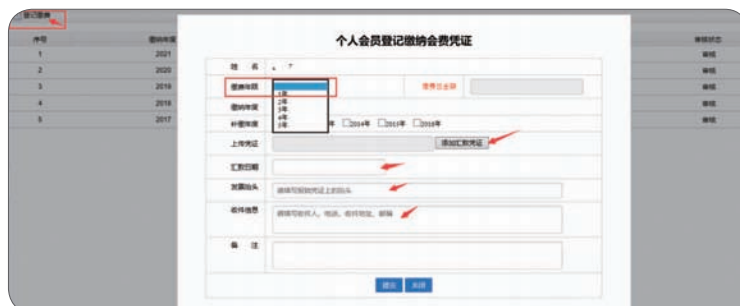 登记缴费
序号 缴纳年度 审核状态
1 2021 审核
2 2020 审核
3 2019 审核
4 2018 审核
5 2017 审核
个人会员登记缴纳会费凭证
姓 名
缴费年限 缴费总金额
1年
2年
3年
4年
5年
缴纳年度
补缴年度 年 2014年 2015年 2016年
上传凭证 添加汇款凭证
汇款日期
发票抬头 请填写报销凭证上的抬头
收件信息 请填写收件人、电话、收件地址、邮编
备 注
提交 关闭